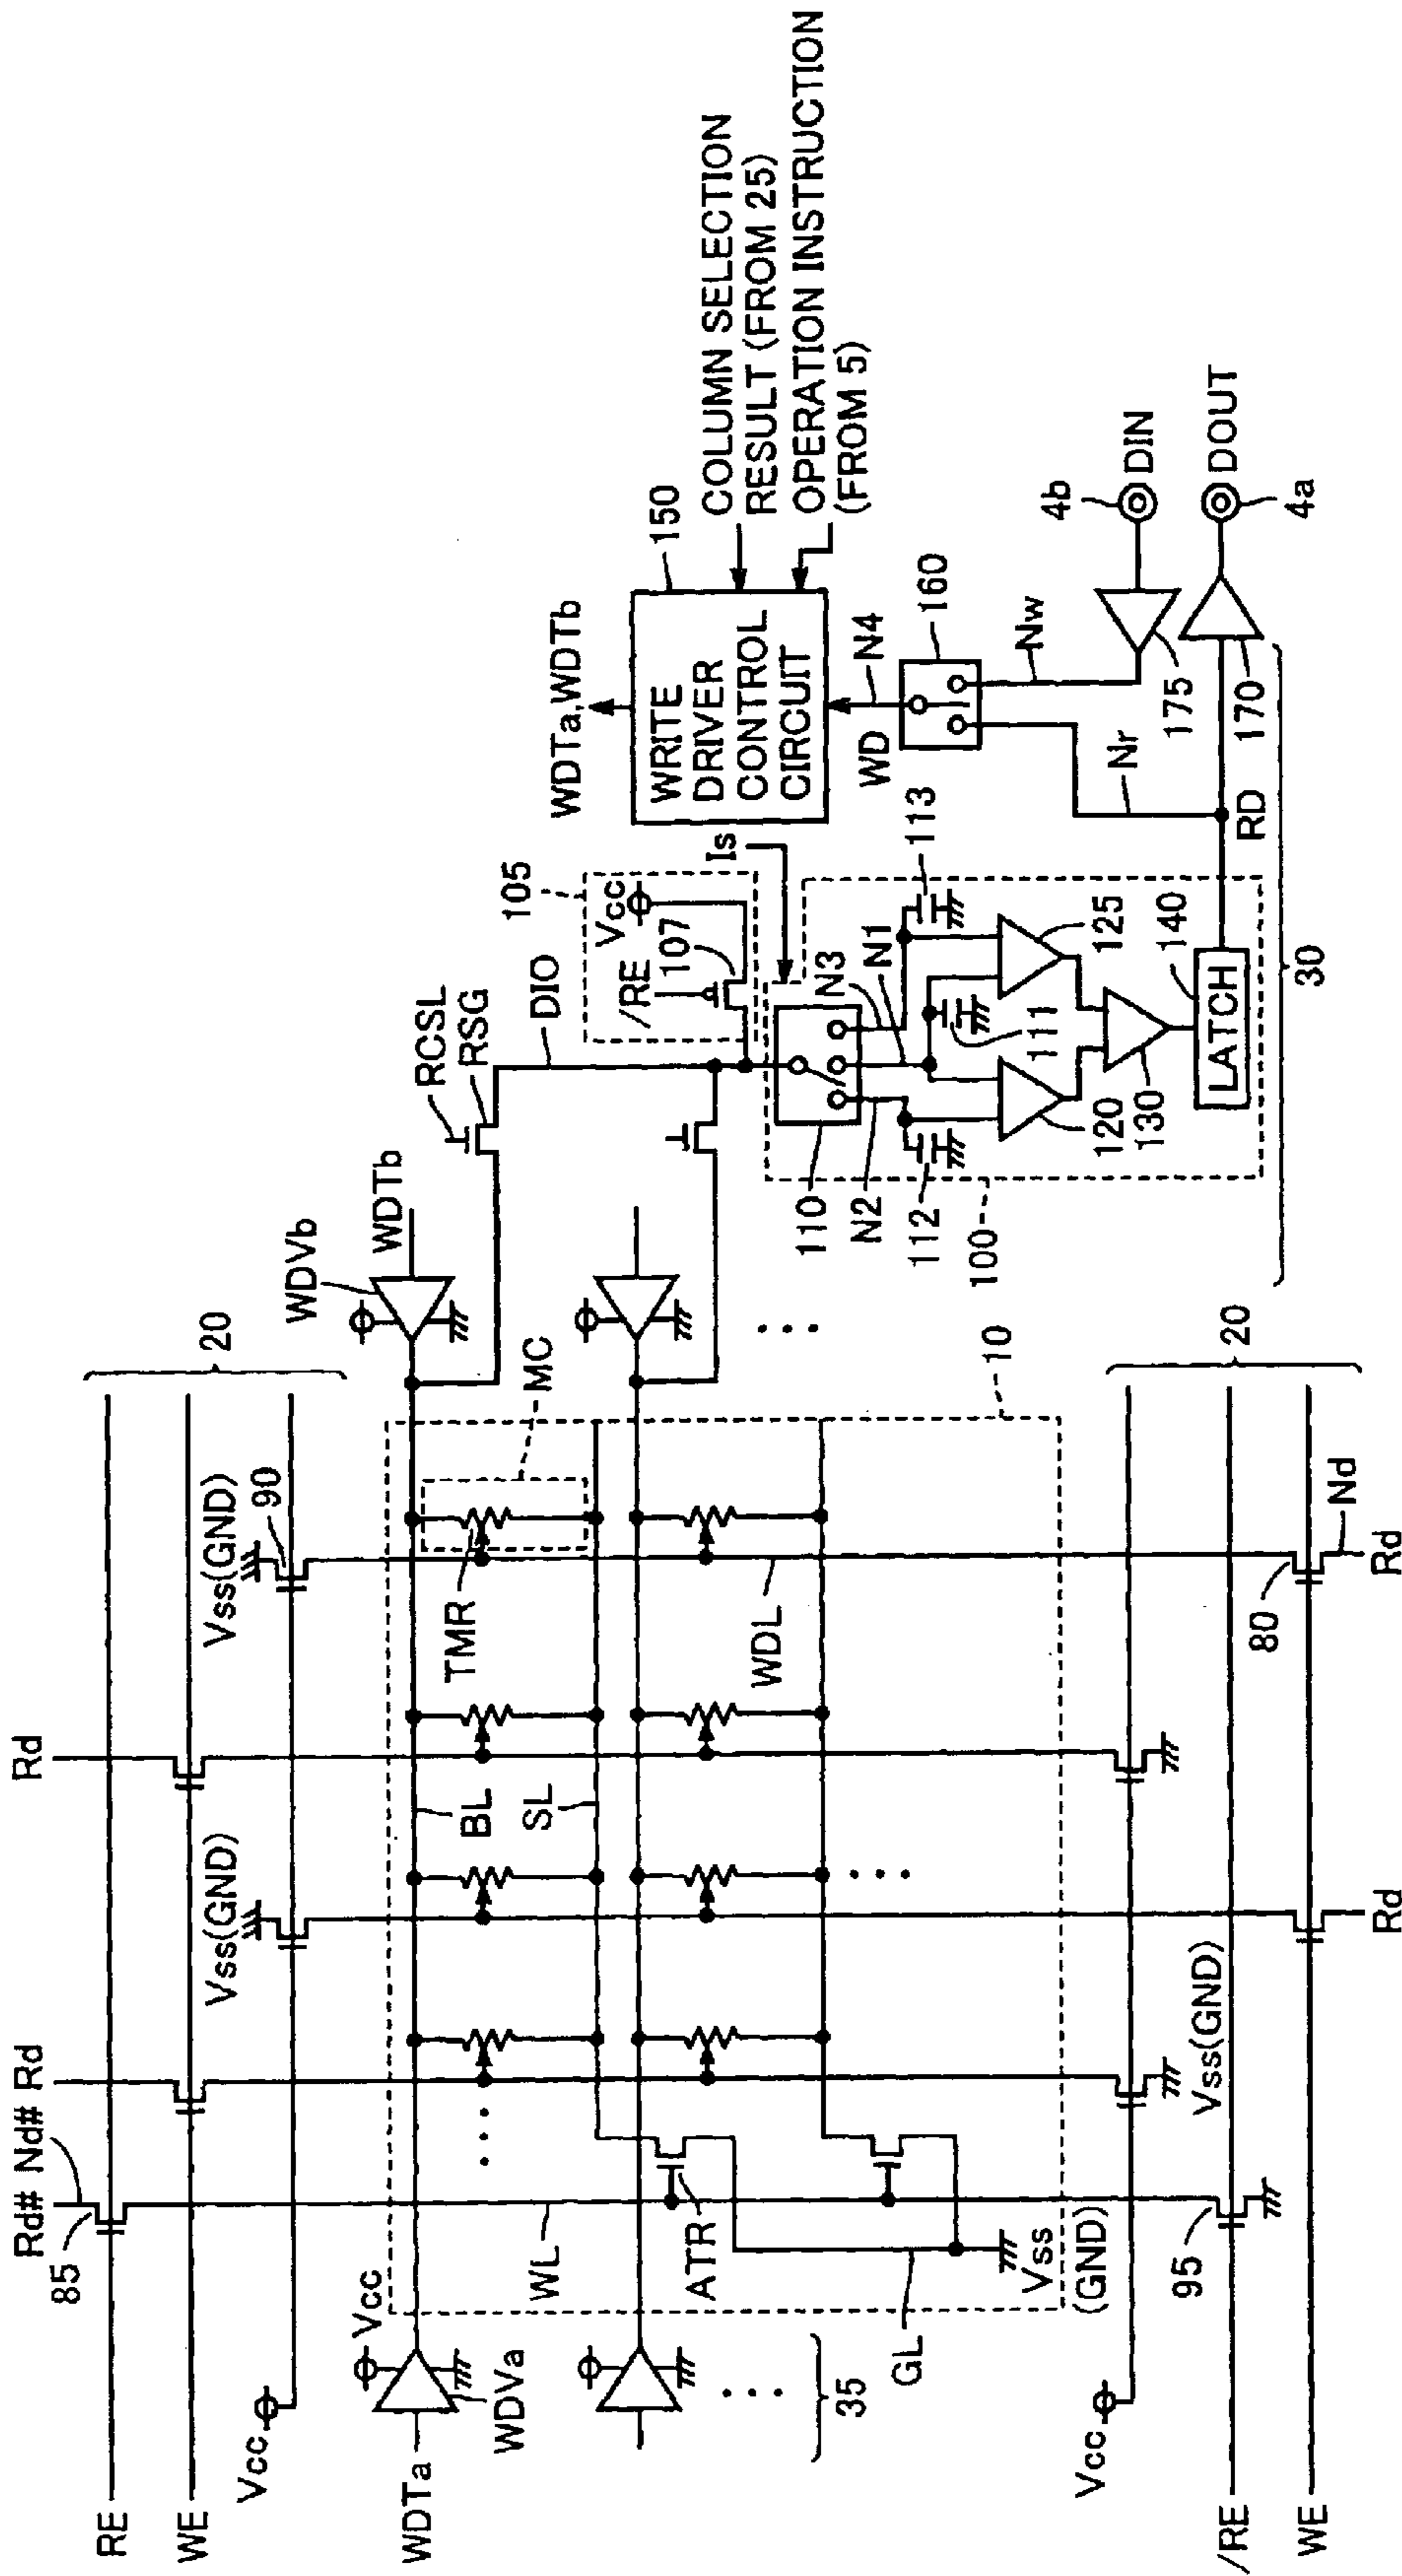 RE
WE
Vcc
WDTa
Rd# Nd# Rd
85
Vss(GND)
Rd
Vss(GND)
90
20
Vcc
WDVa
35
WL
ATR
GL
Vss
(GND)
BL
SL
TMR
WDL
MC
10
WDVb
WDTb
RCSL
RSG
DIO
105
Vcc
/RE
107
Is
110
N2
N3
N1
112
111
113
100
120
125
130
140
LATCH
30
RD
Nr
Nw
170
175
4b
DIN
DOUT
4a
160
WD
N4
150
WRITE
DRIVER
CONTROL
CIRCUIT
WDTa,WDTb
COLUMN SELECTION
RESULT (FROM 25)
OPERATION INSTRUCTION
(FROM 5)
Vcc
/RE
WE
95
Vss(GND)
Rd
80
Nd
Rd
20